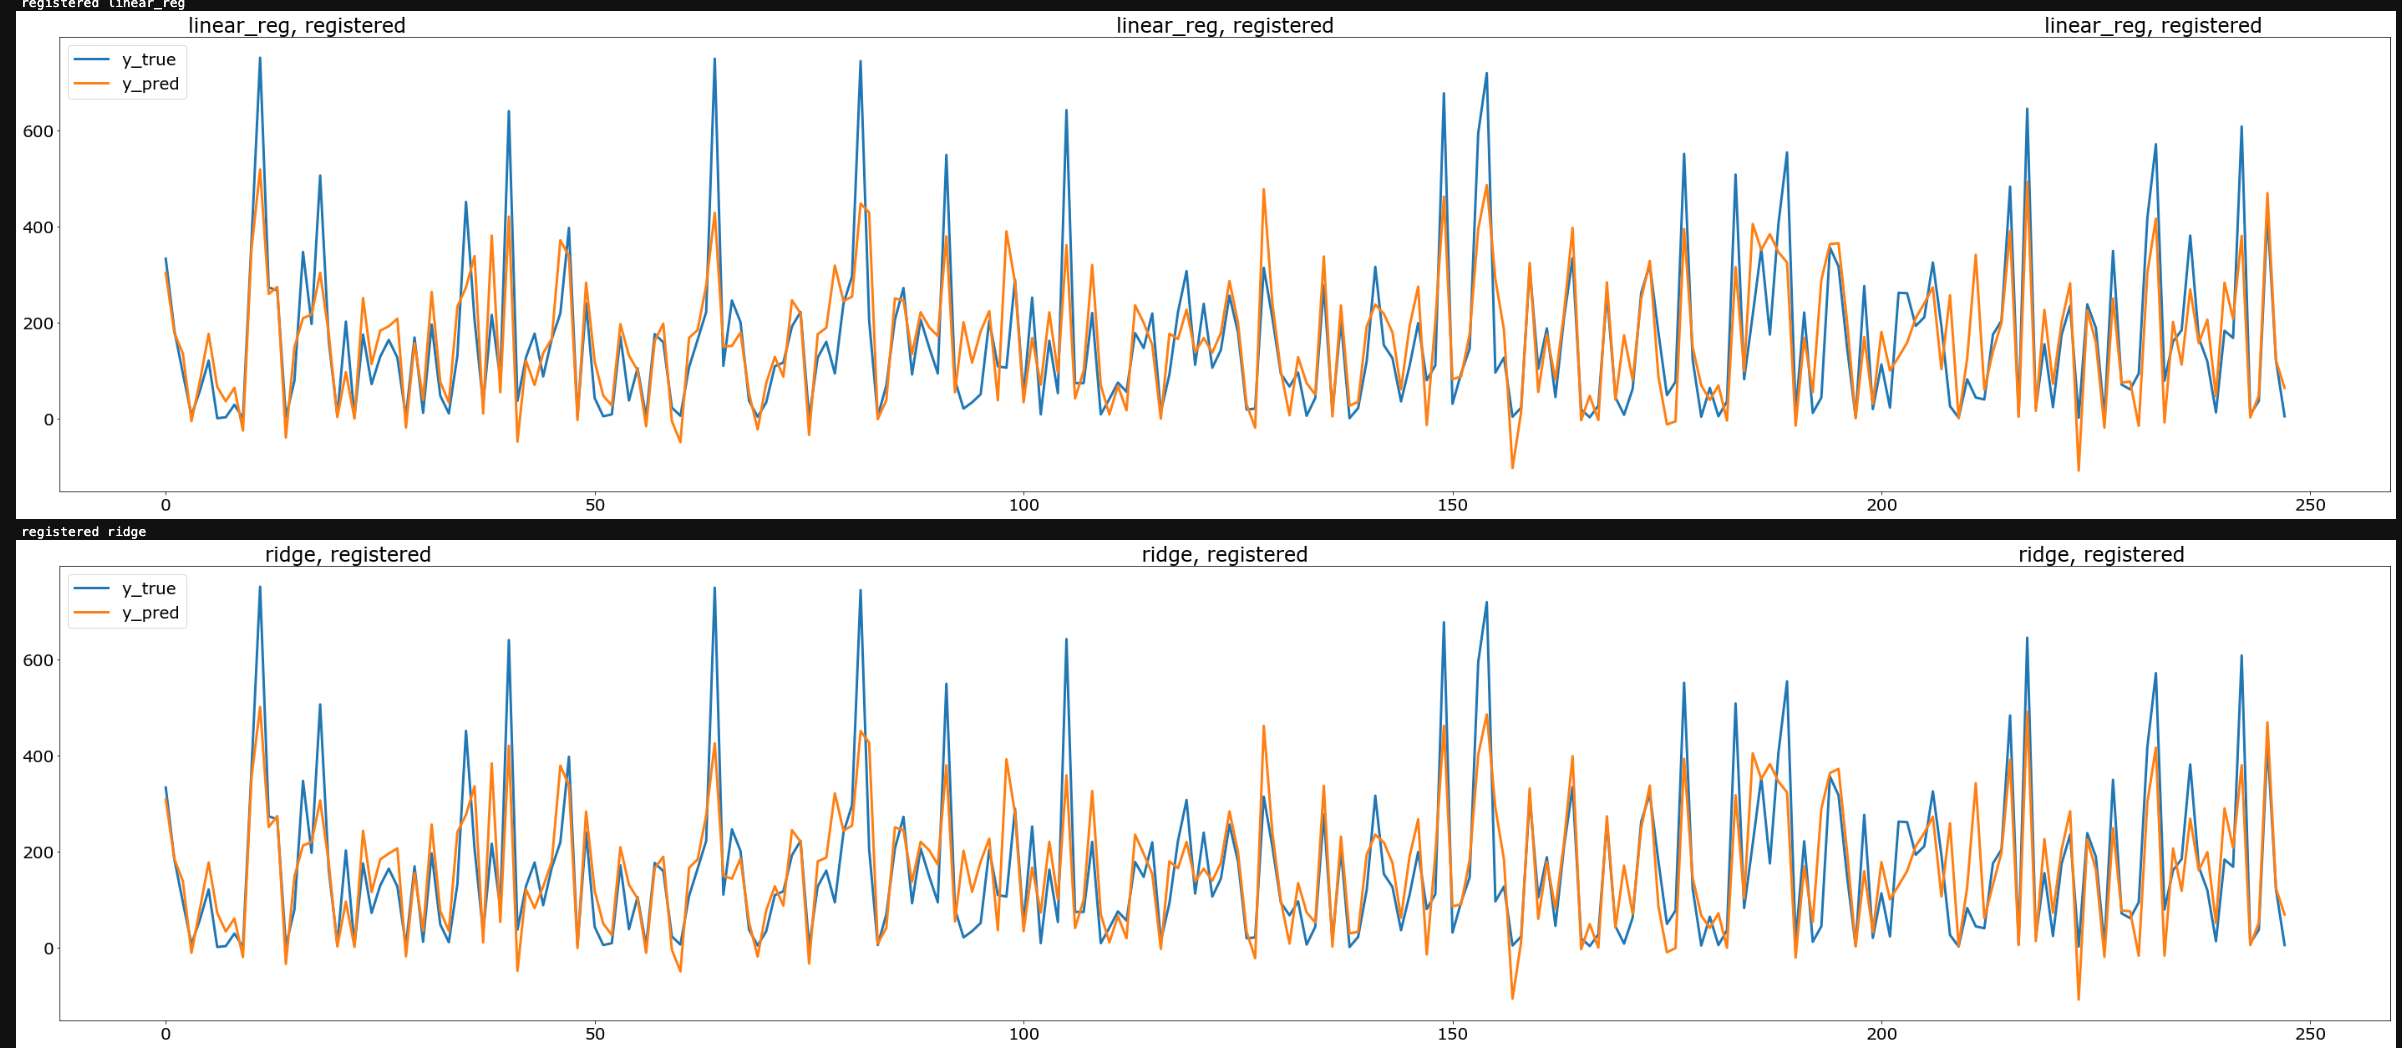 registered linear_reg
linear_reg, registered linear_reg, registered linear_reg, registered
y_true
y_pred
600
400
200
0
0 50 100 150 200 250
registered ridge
ridge, registered ridge, registered ridge, registered
y_true
y_pred
600
400
200
0
0 50 100 150 200 250